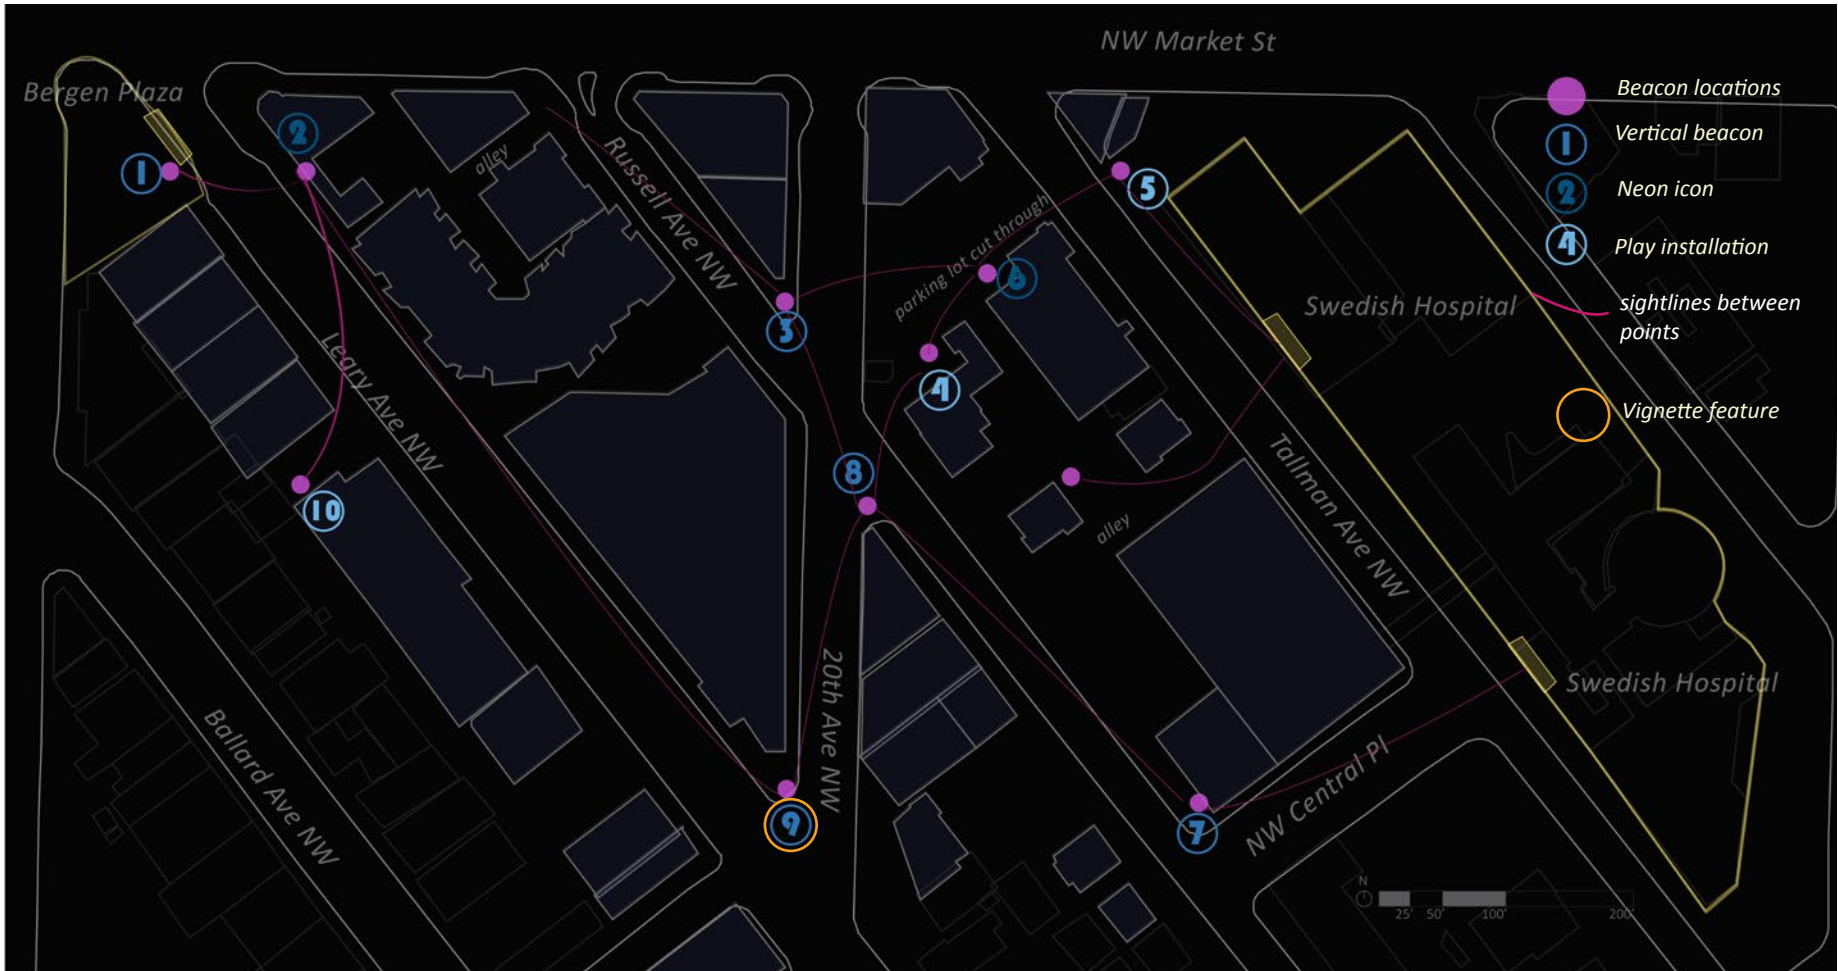 NW Market St
Bergen Plaza
Beacon locations
1
Vertical beacon
2
Neon icon
4
Play installation
sightlines between
points
Vignette feature
1
2
alley
Russell Ave NW
5
parking lot cut through
6
Swedish Hospital
3
4
Leary Ave NW
8
10
alley
Tallman Ave NW
Swedish Hospital
20th Ave NW
Ballard Ave NW
9
7
NW Central Pl
N
25' 50' 100' 200'